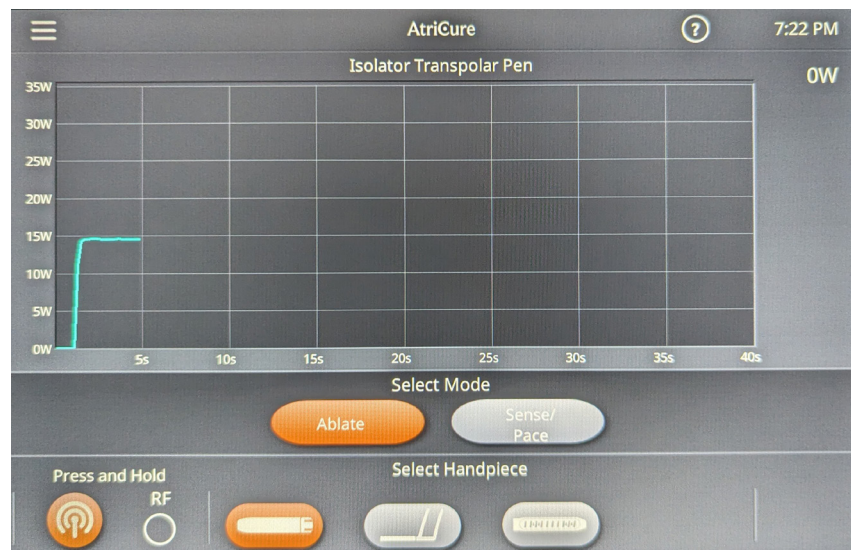 AtriCure
7:22 PM
Isolator Transpolar Pen
0W
35W
30W
25W
20W
15W
10W
5W
0W
5s
10s
15s
20s
25s
30s
35s
40s
Select Mode
Ablate
Sense/
Pace
Press and Hold
RF
Select Handpiece
?